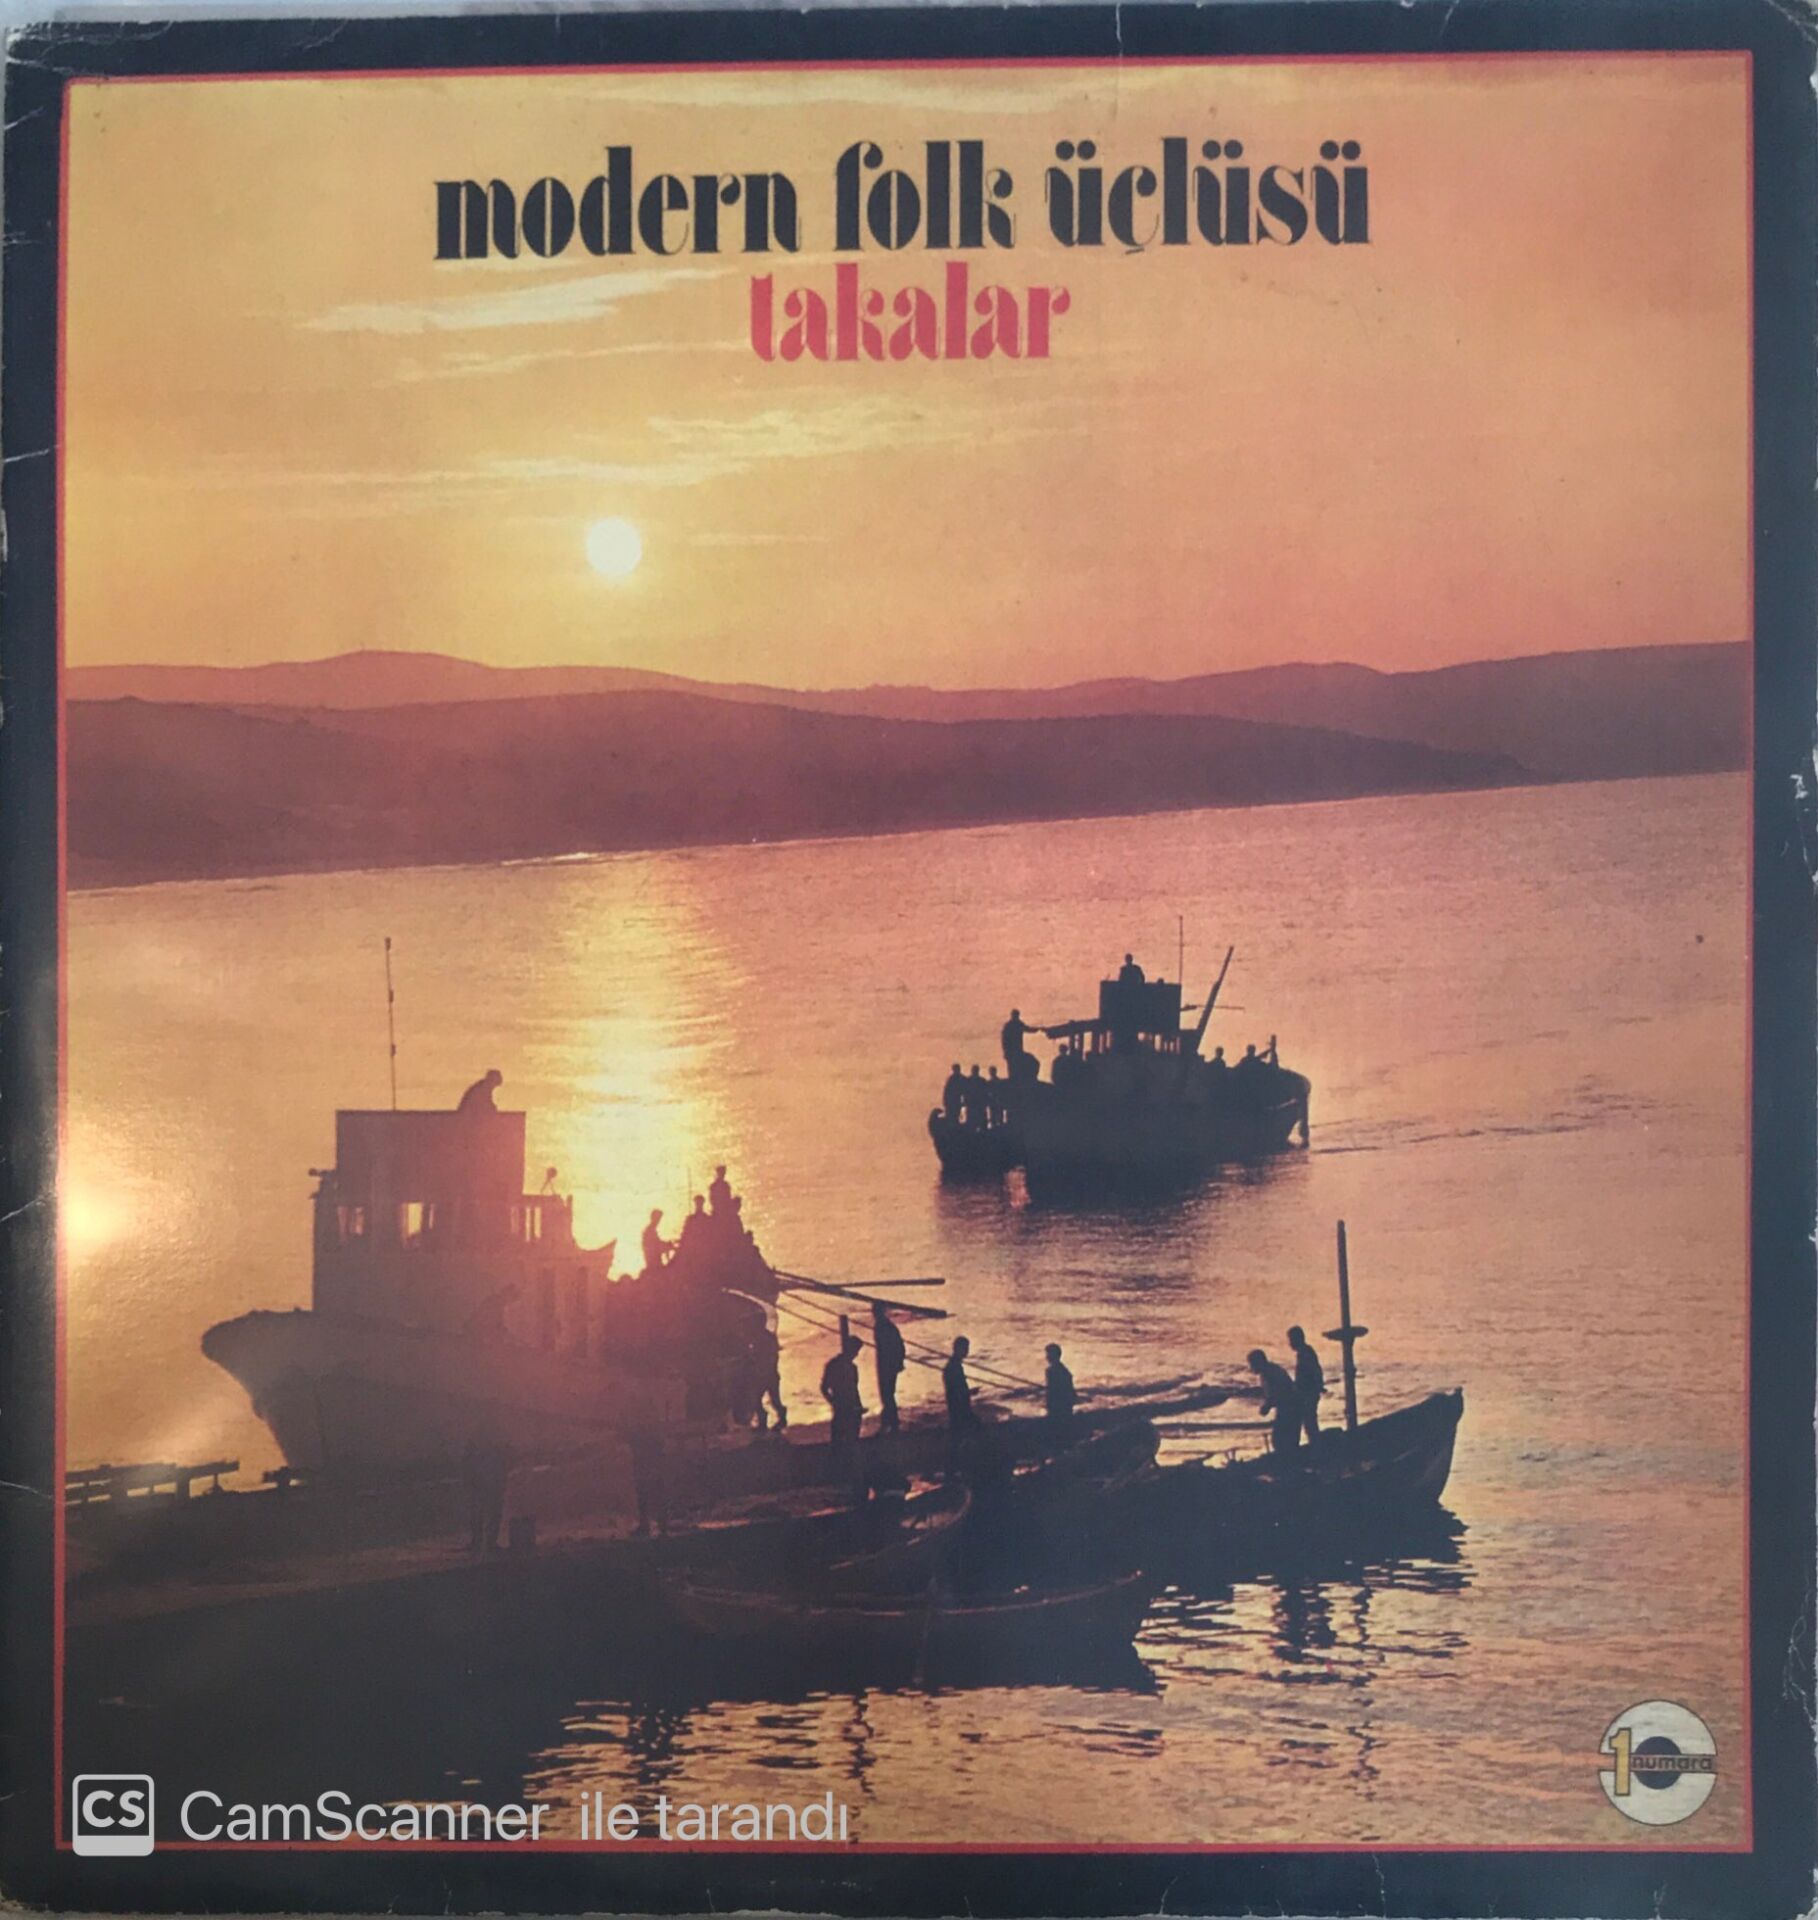 modern folk üçlüsü
takalar
1 numara
CS CamScanner ile tarandı